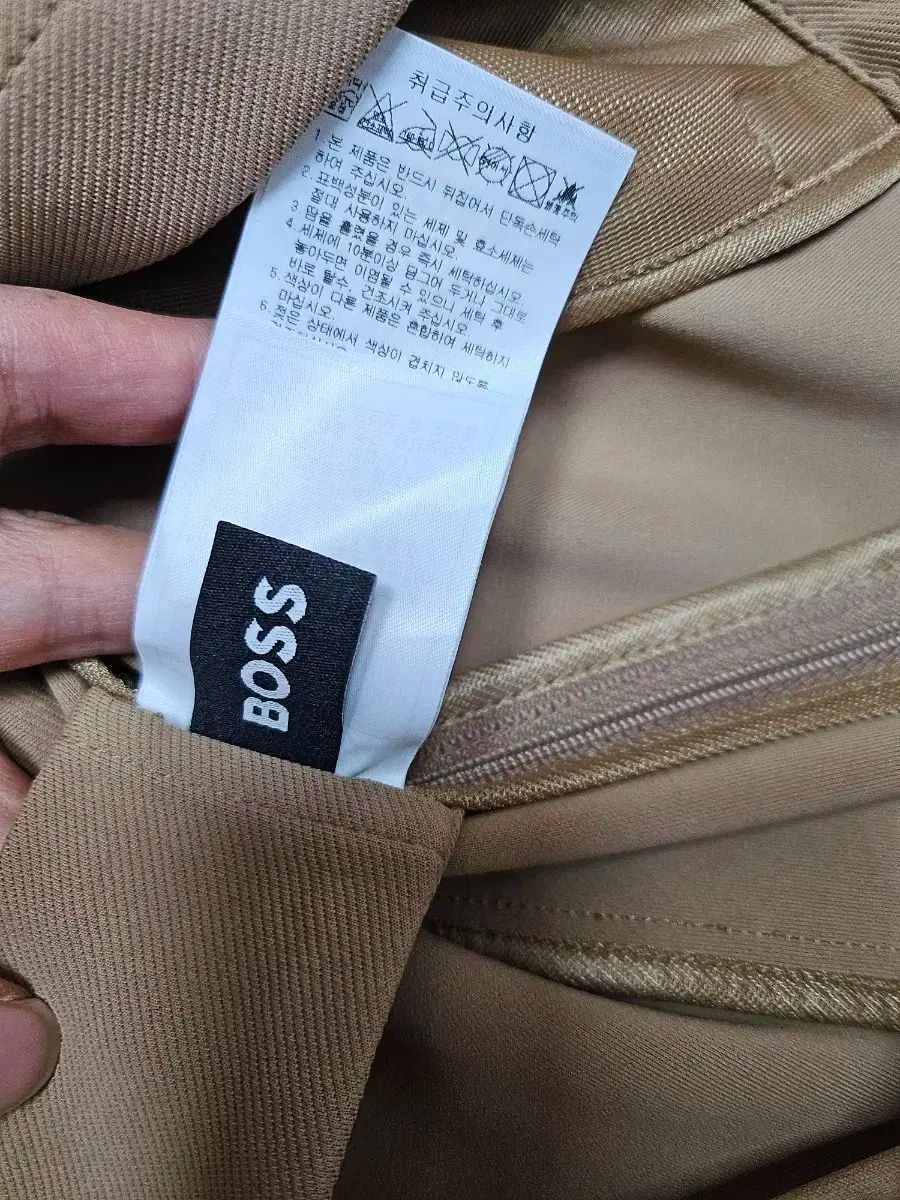 취급주의사항
1. 본 제품은 반드시 뒤집어서 단독손세탁
하여 주십시오.
2. 표백성분이 있는 세제 및 효소세제는
절대 사용하지 마십시오.
3. 땀을 흘렸을 경우 즉시 세탁하십시오.
4. 세제에 10분이상 담그어 두거나 그대로
놓아두면 이염될 수 있으니 세탁 후
바로 탈수, 건조시켜 주십시오.
5. 색상이 다를 제품은 혼합하여 세탁하지
마십시오
6. 젖은 상태에서 색상이 겹치지 않도록
BOSS